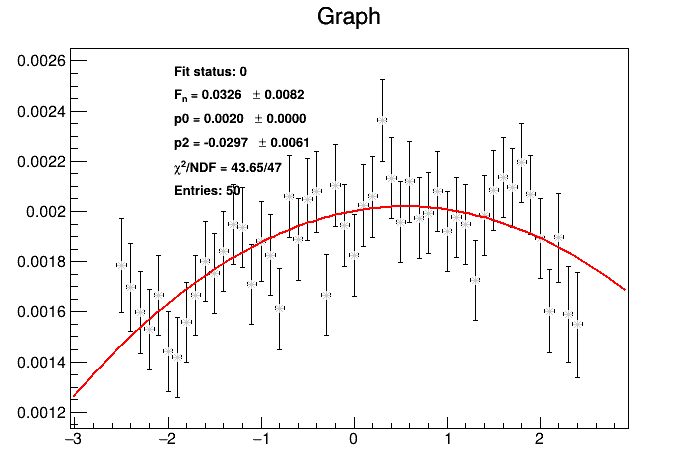 Graph
Fit status: 0
Fn = 0.0326 ± 0.0082
p0 = 0.0020 ± 0.0000
p2 = -0.0297 ± 0.0061
χ²/NDF = 43.65/47
Entries: 50
0.0026
0.0024
0.0022
0.002
0.0018
0.0016
0.0014
0.0012
−3 −2 −1 0 1 2